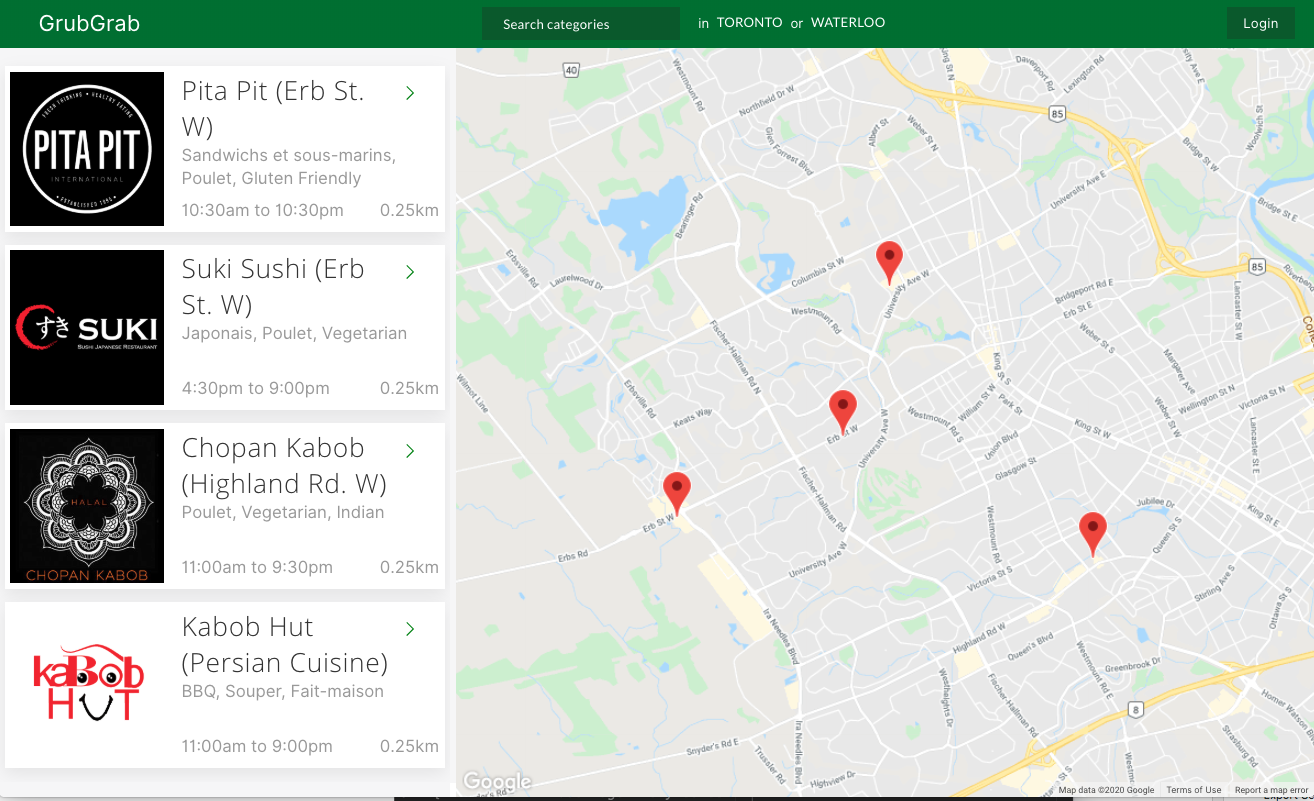 GrubGrab
Search categories
in TORONTO or WATERLOO
Login
PITA PIT
INTERNATIONAL
FRESH THINKING • HEALTHY EATING
• ESTABLISHED 1995 •
Pita Pit (Erb St.
W)
Sandwichs et sous-marins,
Poulet, Gluten Friendly
10:30am to 10:30pm 0.25km
すき SUKI
SUSHI JAPANESE RESTAURANT
Suki Sushi (Erb
St. W)
Japonais, Poulet, Vegetarian
4:30pm to 9:00pm 0.25km
HALAL
CHOPAN KABOB
Chopan Kabob
(Highland Rd. W)
Poulet, Vegetarian, Indian
11:00am to 9:30pm 0.25km
kaBob
HUT
Kabob Hut
(Persian Cuisine)
BBQ, Souper, Fait-maison
11:00am to 9:00pm 0.25km
40
Westmount Rd
King St N
Davenport Rd
Lexington Rd
85
Northfield Dr W
Glen Forrest Blvd
Albert St
Weber St N
Bridge St W
Woolwich St
University Ave E
Bridge St E
Bearinger Rd
Erbsville Rd
Laurelwood Dr
Columbia St W
University Ave W
85
Bridgeport Rd E
Erb St E
Lancaster St W
Westmount Rd
Weber St E
Fischer-Hallman Rd N
King St S
Margaret Ave
Wilmot Line
Erbsville Rd
Keats Way
William St W
Park St
Wellington St N
Victoria St N
Weber St W
Erb St W
University Ave W
Westmount Rd S
Union Blvd
King St W
Lancaster St E
Glasgow St
Fischer-Hallman Rd
Jubilee Dr
King St E
Erb St W
Westmount Rd W
Queen St S
Erbs Rd
University Ave W
Victoria St S
Stirling Ave S
Ottawa St S
Ira Needles Blvd
Highland Rd W
Queen's Blvd
Greenbrook Dr
Westmount Rd E
Westheights Dr
Fischer-Hallman Rd
8
Homer Watson Blvd
Snyder's Rd E
Trussler Rd
Ira Needles Blvd
Strasburg Rd
Highview Dr
Google
Map data ©2020 Google Terms of Use Report a map error